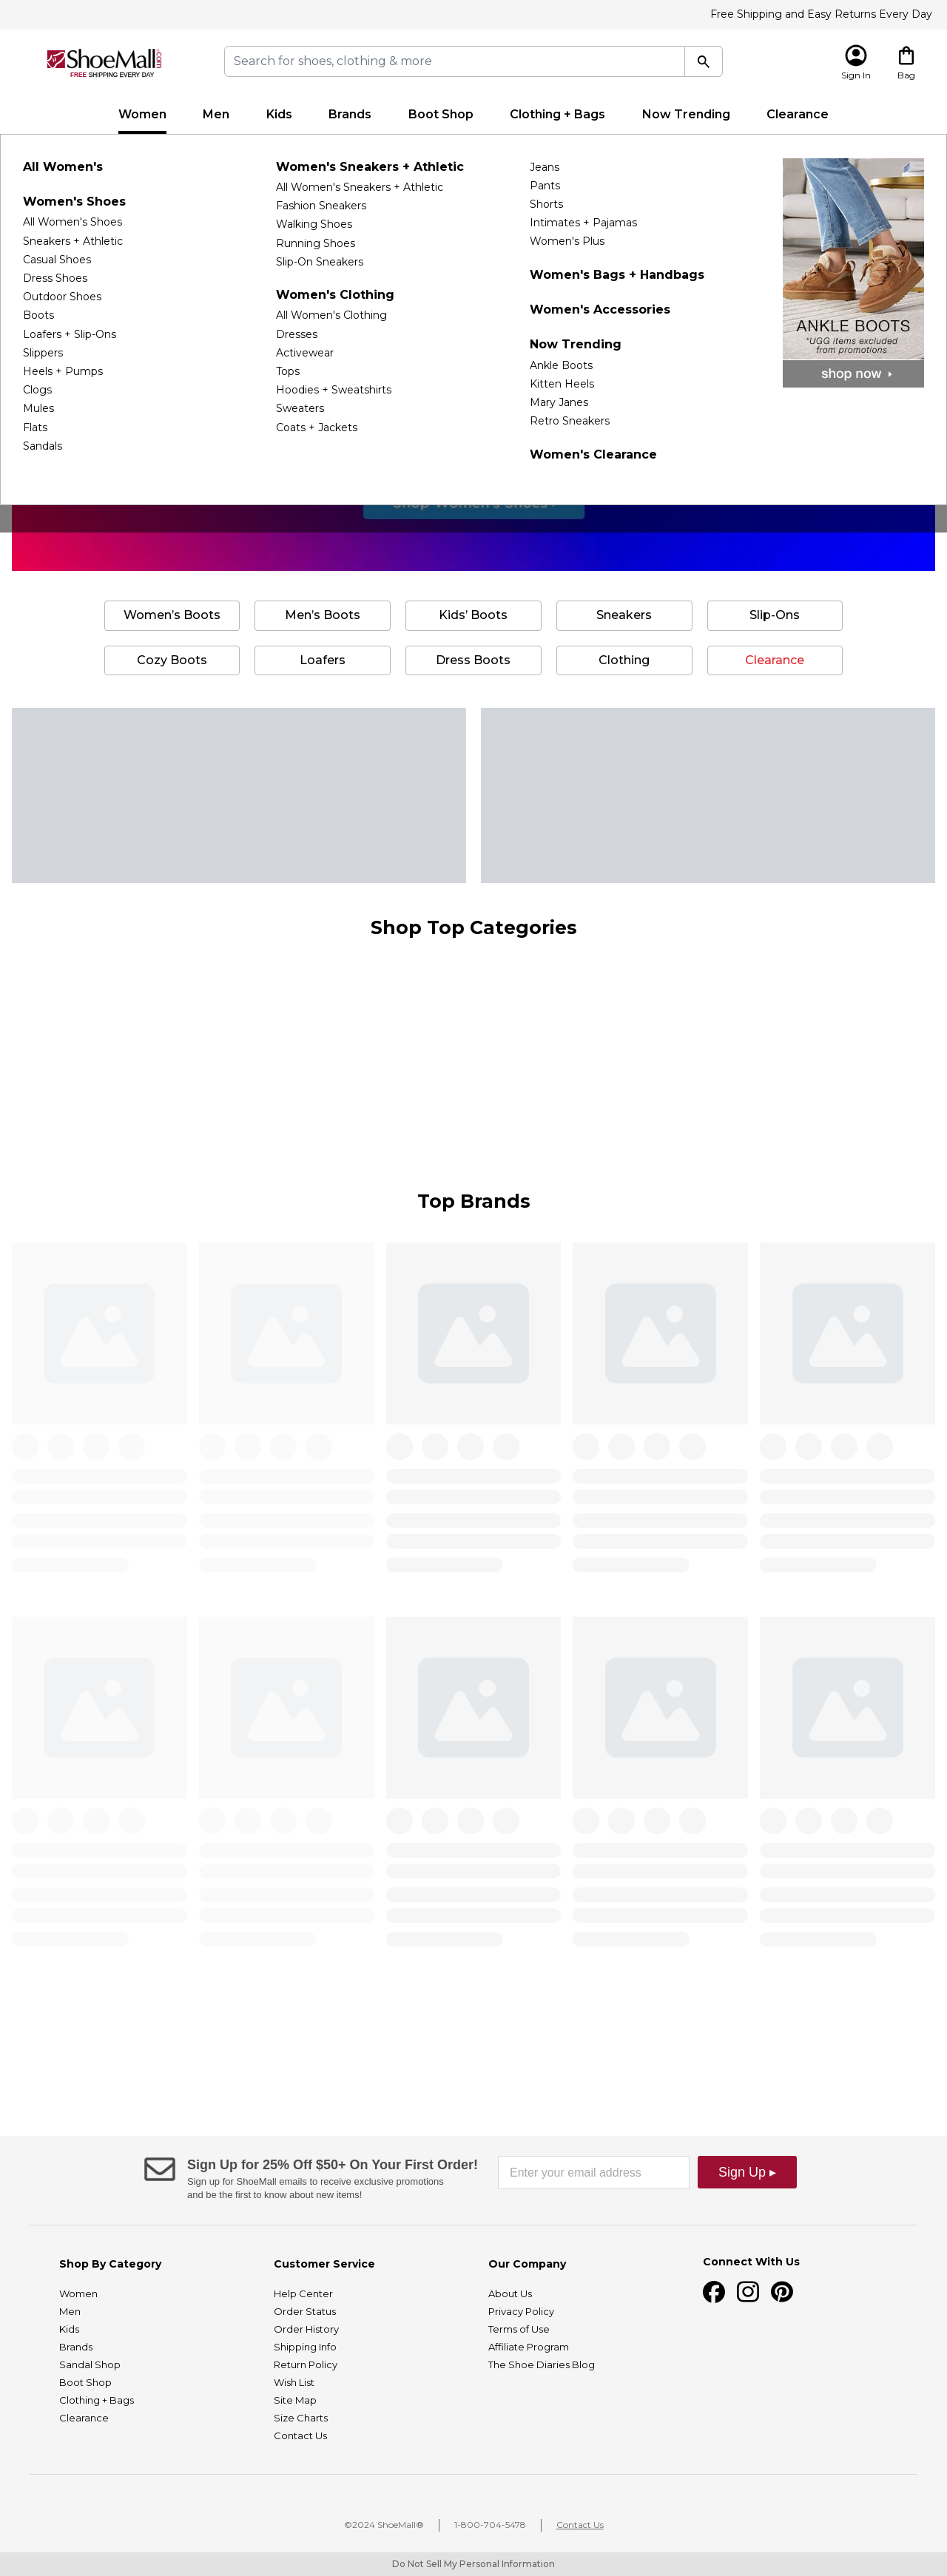 Free Shipping and Easy Returns Every Day
ShoeMall.com
FREE SHIPPING EVERY DAY
Search for shoes, clothing & more
Sign In
Bag
Women
Men
Kids
Brands
Boot Shop
Clothing + Bags
Now Trending
Clearance
All Women's
Women's Shoes
All Women's Shoes
Sneakers + Athletic
Casual Shoes
Dress Shoes
Outdoor Shoes
Boots
Loafers + Slip-Ons
Slippers
Heels + Pumps
Clogs
Mules
Flats
Sandals
Women's Sneakers + Athletic
All Women's Sneakers + Athletic
Fashion Sneakers
Walking Shoes
Running Shoes
Slip-On Sneakers
Women's Clothing
All Women's Clothing
Dresses
Activewear
Tops
Hoodies + Sweatshirts
Sweaters
Coats + Jackets
Jeans
Pants
Shorts
Intimates + Pajamas
Women's Plus
Women's Bags + Handbags
Women's Accessories
Now Trending
Ankle Boots
Kitten Heels
Mary Janes
Retro Sneakers
Women's Clearance
ANKLE BOOTS
*UGG items excluded
from promotions
shop now
Shop Women's Shoes
Women’s Boots
Men’s Boots
Kids’ Boots
Sneakers
Slip-Ons
Cozy Boots
Loafers
Dress Boots
Clothing
Clearance
Shop Top Categories
Top Brands
Sign Up for 25% Off $50+ On Your First Order!
Sign up for ShoeMall emails to receive exclusive promotions
and be the first to know about new items!
Enter your email address
Sign Up ▸
Shop By Category
Women
Men
Kids
Brands
Sandal Shop
Boot Shop
Clothing + Bags
Clearance
Customer Service
Help Center
Order Status
Order History
Shipping Info
Return Policy
Wish List
Site Map
Size Charts
Contact Us
Our Company
About Us
Privacy Policy
Terms of Use
Affiliate Program
The Shoe Diaries Blog
Connect With Us
©2024 ShoeMall®
1-800-704-5478
Contact Us
Do Not Sell My Personal Information